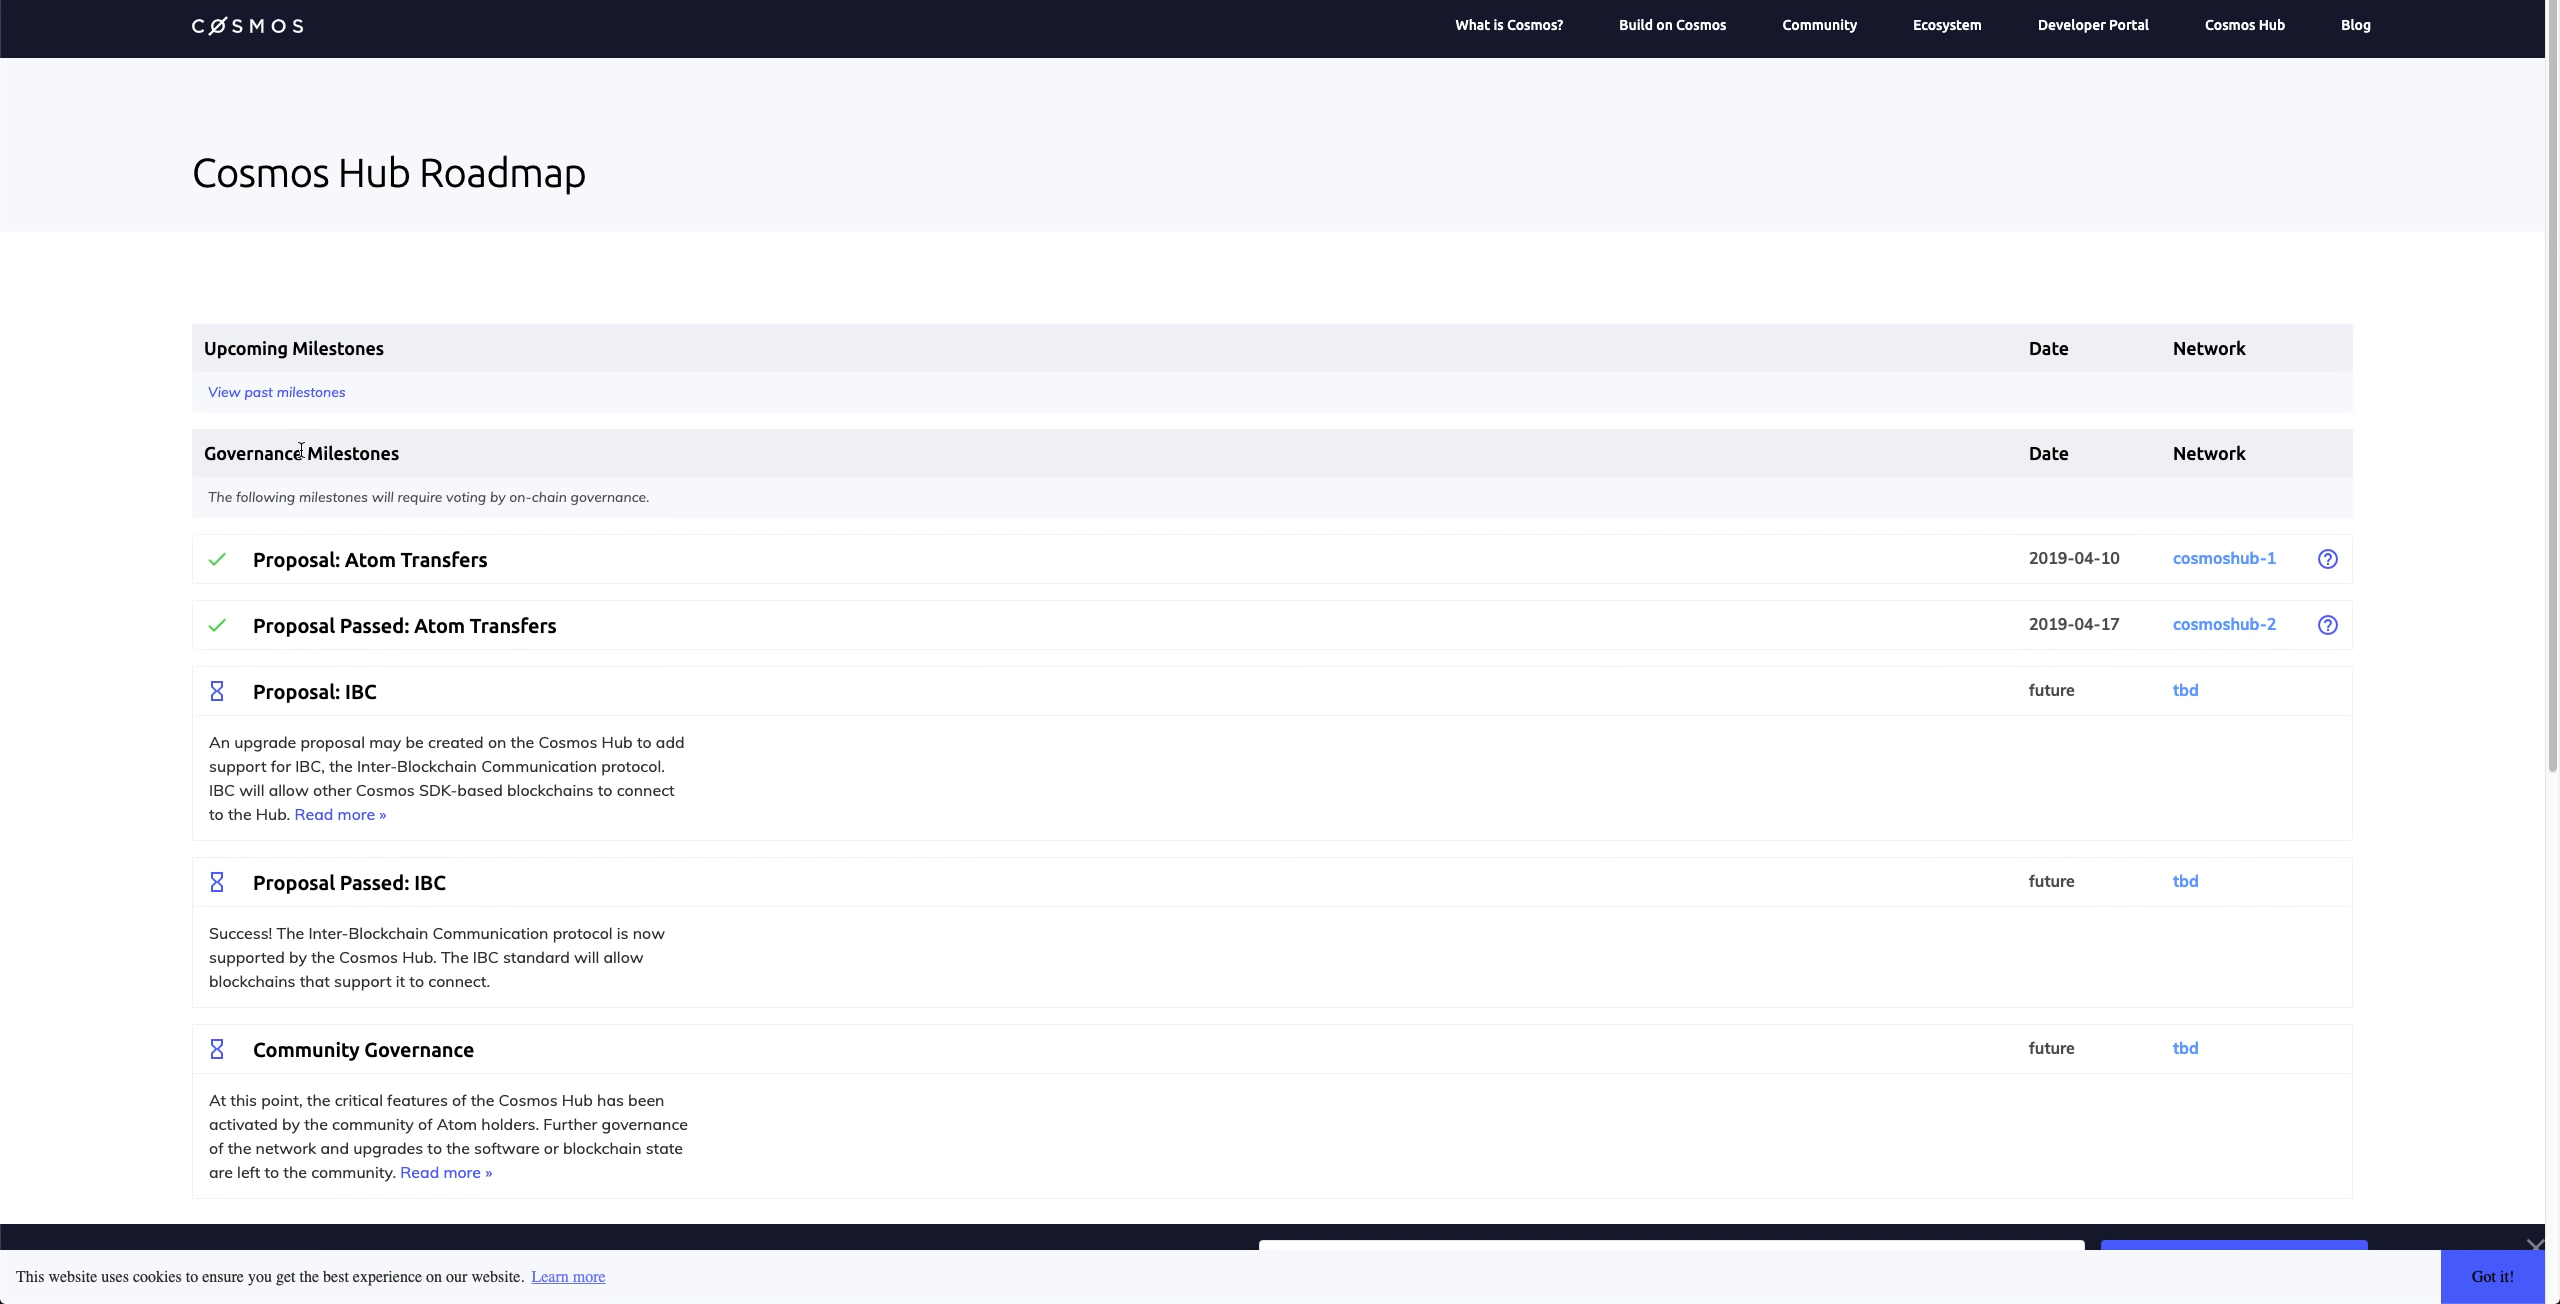 COSMOS
What is Cosmos? Build on Cosmos Community Ecosystem Developer Portal Cosmos Hub Blog
Cosmos Hub Roadmap
Upcoming Milestones Date Network
View past milestones
Governance Milestones Date Network
The following milestones will require voting by on-chain governance.
Proposal: Atom Transfers 2019-04-10 cosmoshub-1
Proposal Passed: Atom Transfers 2019-04-17 cosmoshub-2
Proposal: IBC future tbd
An upgrade proposal may be created on the Cosmos Hub to add
support for IBC, the Inter-Blockchain Communication protocol.
IBC will allow other Cosmos SDK-based blockchains to connect
to the Hub. Read more »
Proposal Passed: IBC future tbd
Success! The Inter-Blockchain Communication protocol is now
supported by the Cosmos Hub. The IBC standard will allow
blockchains that support it to connect.
Community Governance future tbd
At this point, the critical features of the Cosmos Hub has been
activated by the community of Atom holders. Further governance
of the network and upgrades to the software or blockchain state
are left to the community. Read more »
This website uses cookies to ensure you get the best experience on our website. Learn more
Got it!